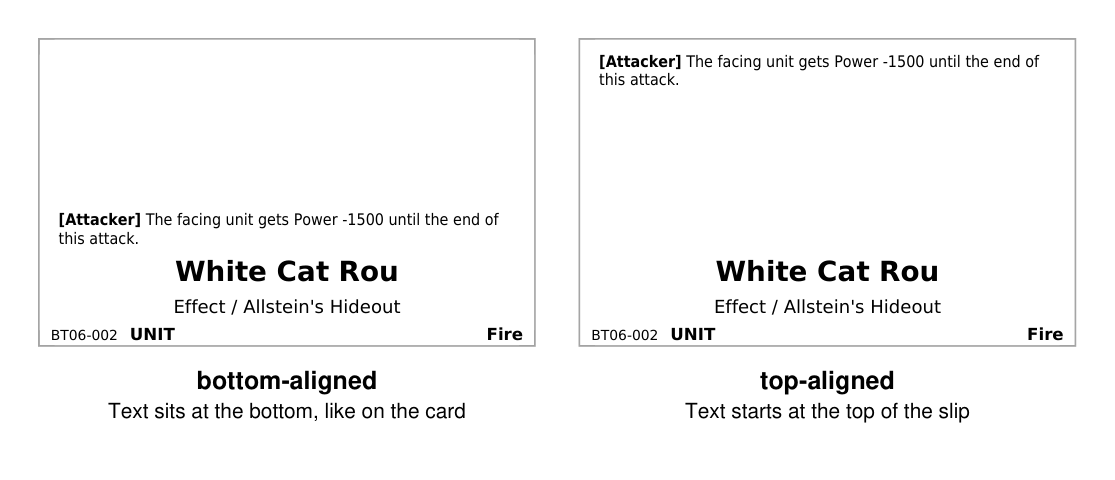 [Attacker] The facing unit gets Power -1500 until the end of
this attack.
White Cat Rou
Effect / Allstein's Hideout
BT06-002 UNIT Fire
bottom-aligned
Text sits at the bottom, like on the card
[Attacker] The facing unit gets Power -1500 until the end of
this attack.
White Cat Rou
Effect / Allstein's Hideout
BT06-002 UNIT Fire
top-aligned
Text starts at the top of the slip